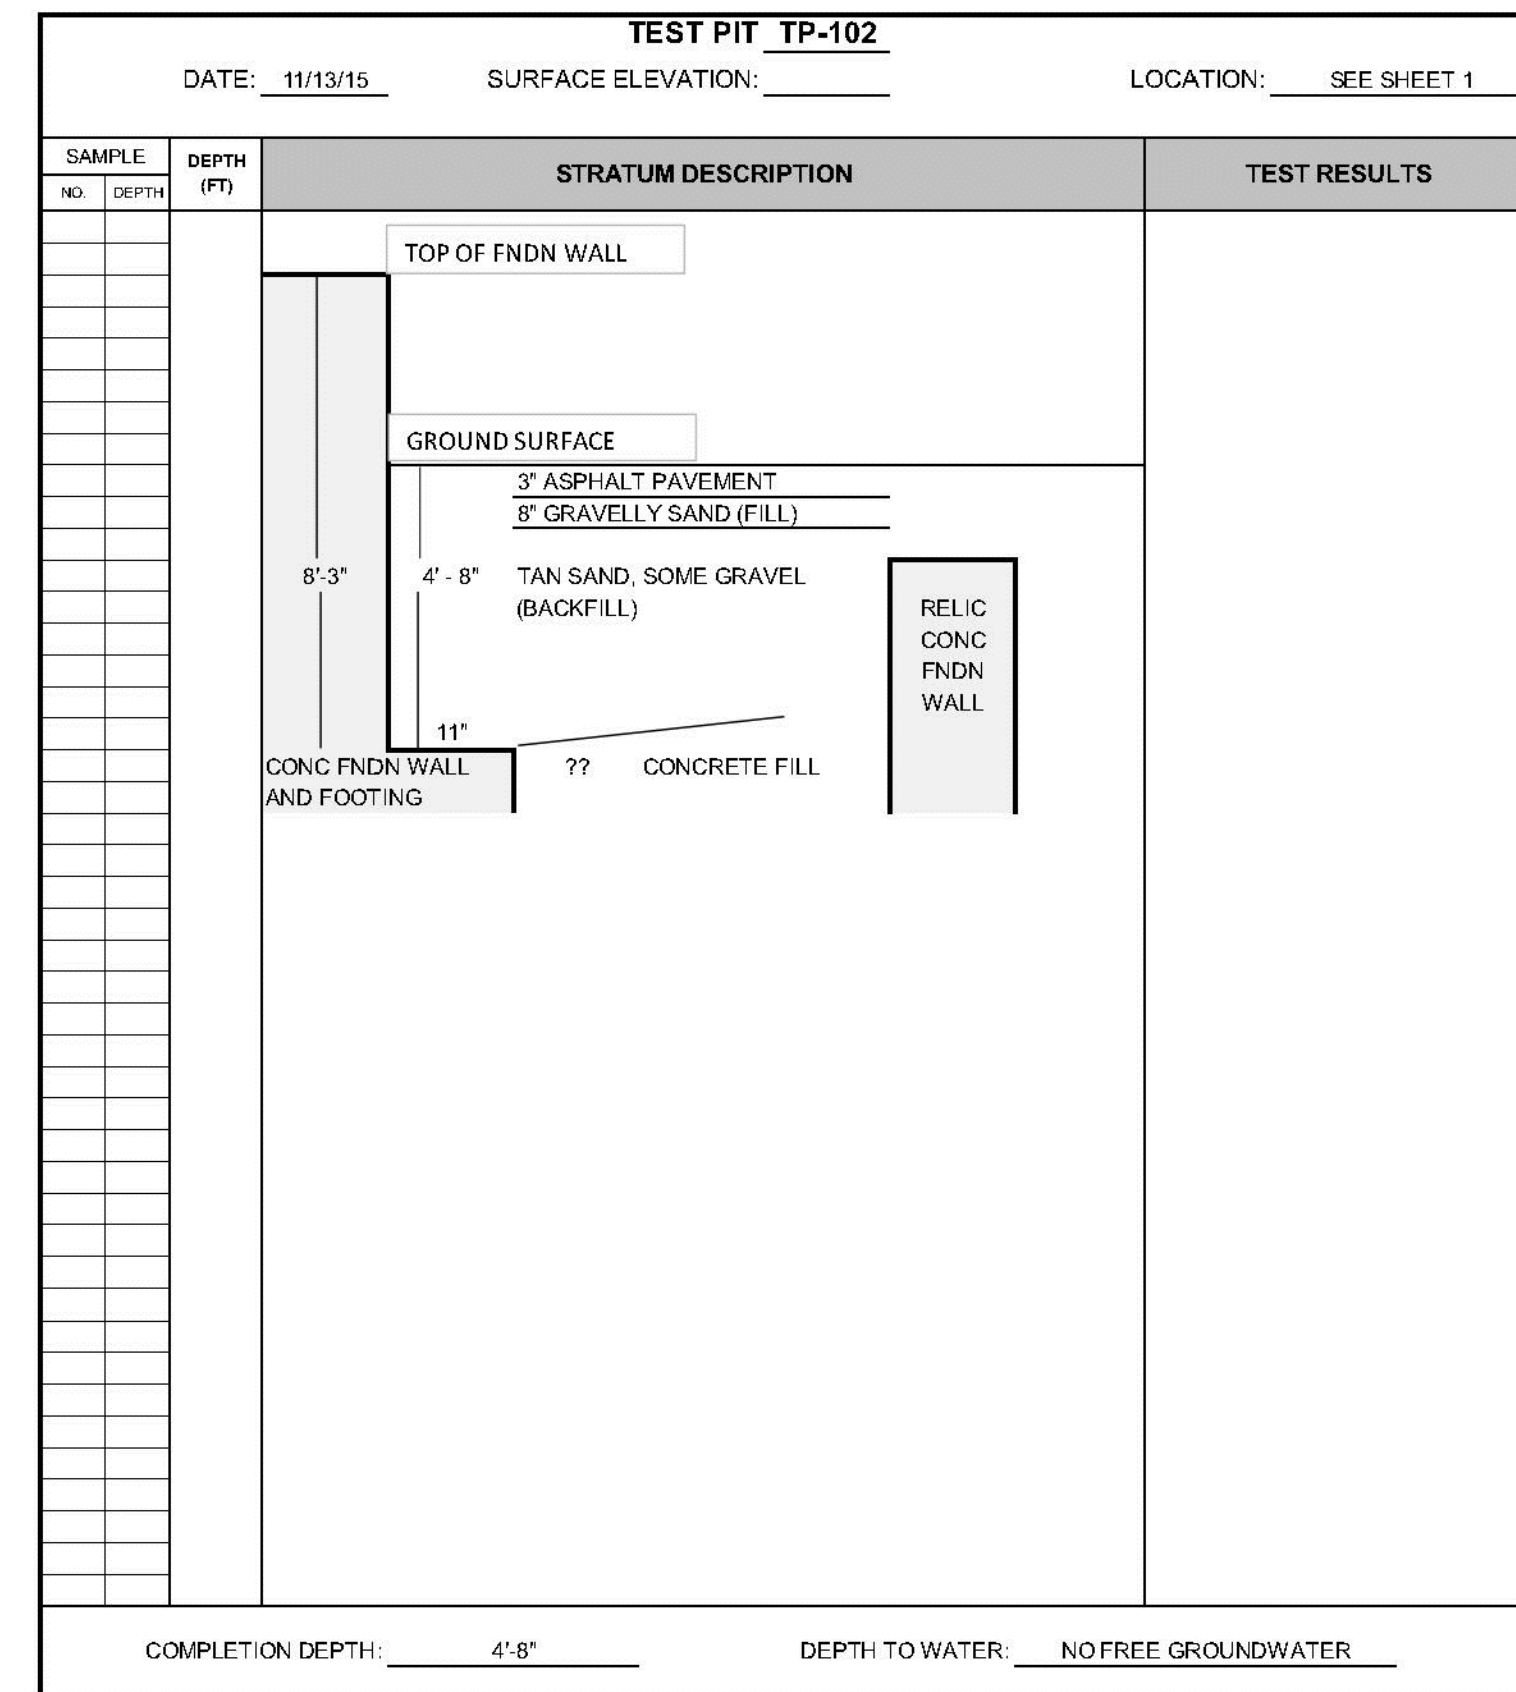 TEST PIT TP-102
DATE: 11/13/15 SURFACE ELEVATION: LOCATION: SEE SHEET 1
SAMPLE
NO. DEPTH
DEPTH
(FT)
STRATUM DESCRIPTION
TEST RESULTS
TOP OF FNDN WALL
GROUND SURFACE
3" ASPHALT PAVEMENT
8" GRAVELLY SAND (FILL)
8'-3" 4' - 8" TAN SAND, SOME GRAVEL
(BACKFILL)
RELIC
CONC
FNDN
WALL
11"
CONC FNDN WALL
AND FOOTING
?? CONCRETE FILL
COMPLETION DEPTH: 4'-8" DEPTH TO WATER: NO FREE GROUNDWATER